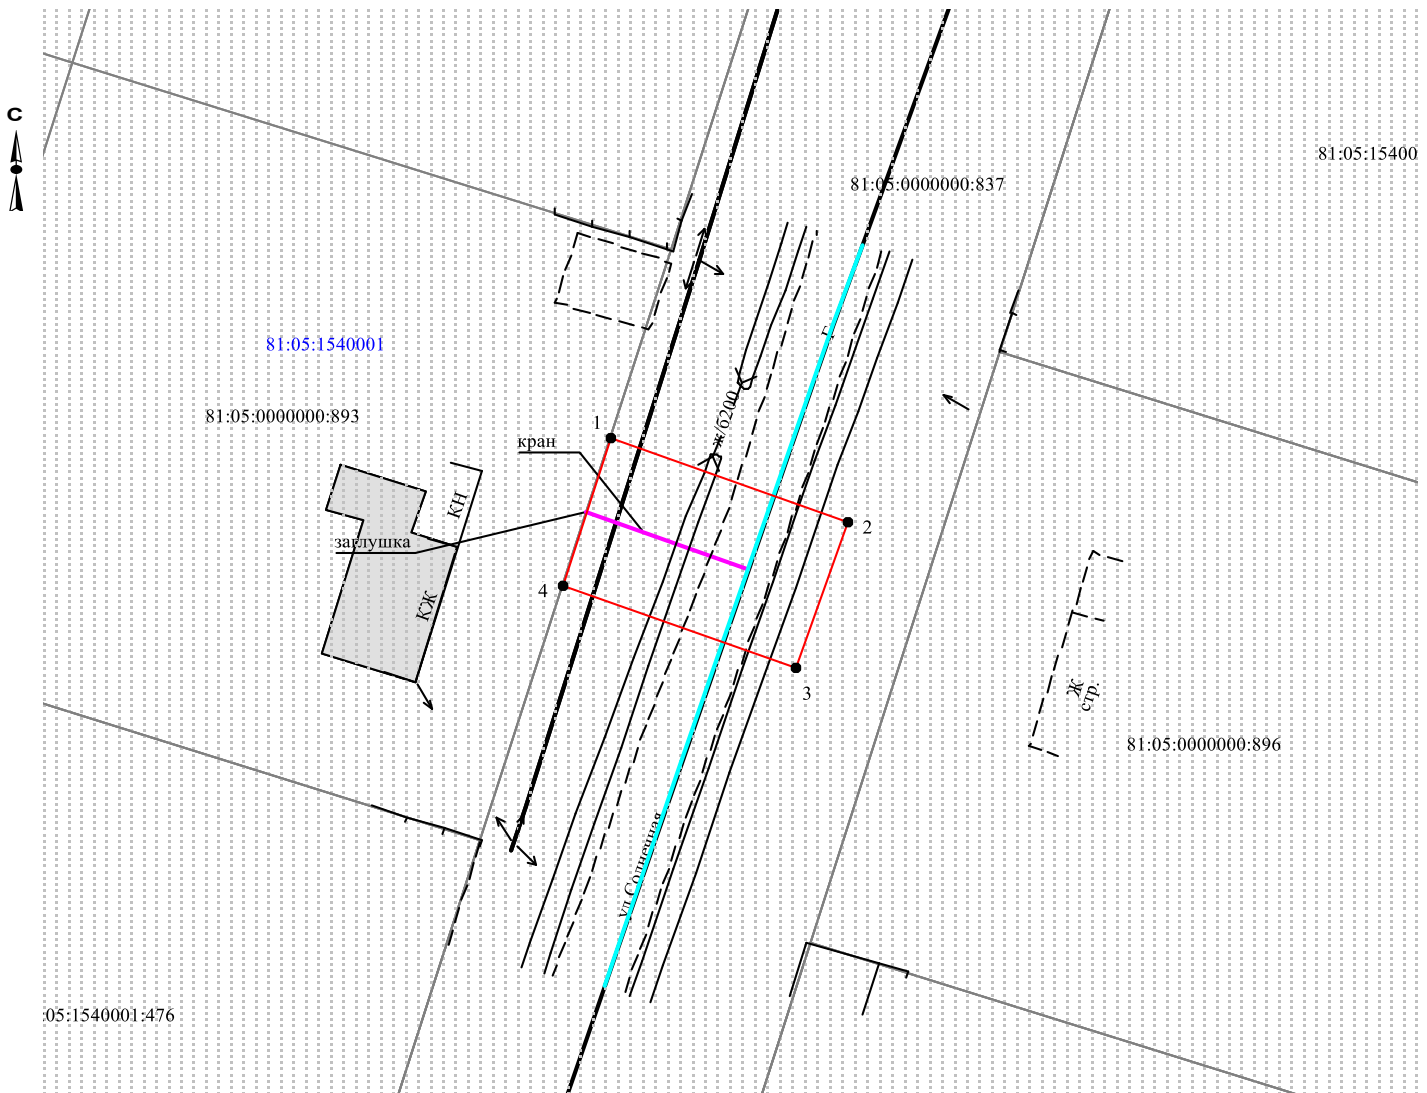 С
81:05:15400
81:05:0000000:837
81:05:1540001
81:05:0000000:893
ж/б200
Г
1
кран
2
КН
заглушка
4
КЖ
3
Ж
стр.
81:05:0000000:896
ул.Солнечная
:05:1540001:476